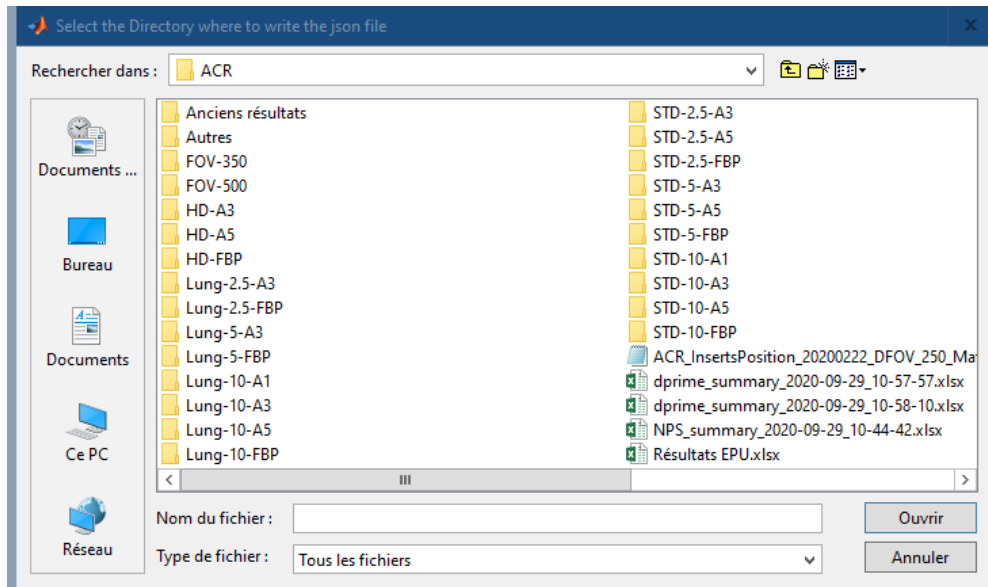 Select the Directory where to write the json file
Rechercher dans :
ACR
Documents ...
Bureau
Documents
Ce PC
Réseau
Anciens résultats
Autres
FOV-350
FOV-500
HD-A3
HD-A5
HD-FBP
Lung-2.5-A3
Lung-2.5-FBP
Lung-5-A3
Lung-5-FBP
Lung-10-A1
Lung-10-A3
Lung-10-A5
Lung-10-FBP
STD-2.5-A3
STD-2.5-A5
STD-2.5-FBP
STD-5-A3
STD-5-A5
STD-5-FBP
STD-10-A1
STD-10-A3
STD-10-A5
STD-10-FBP
ACR_InsertsPosition_20200222_DFOV_250_Ma
dprime_summary_2020-09-29_10-57-57.xlsx
dprime_summary_2020-09-29_10-58-10.xlsx
NPS_summary_2020-09-29_10-44-42.xlsx
Résultats EPU.xlsx
Nom du fichier :
Ouvrir
Type de fichier :
Tous les fichiers
Annuler